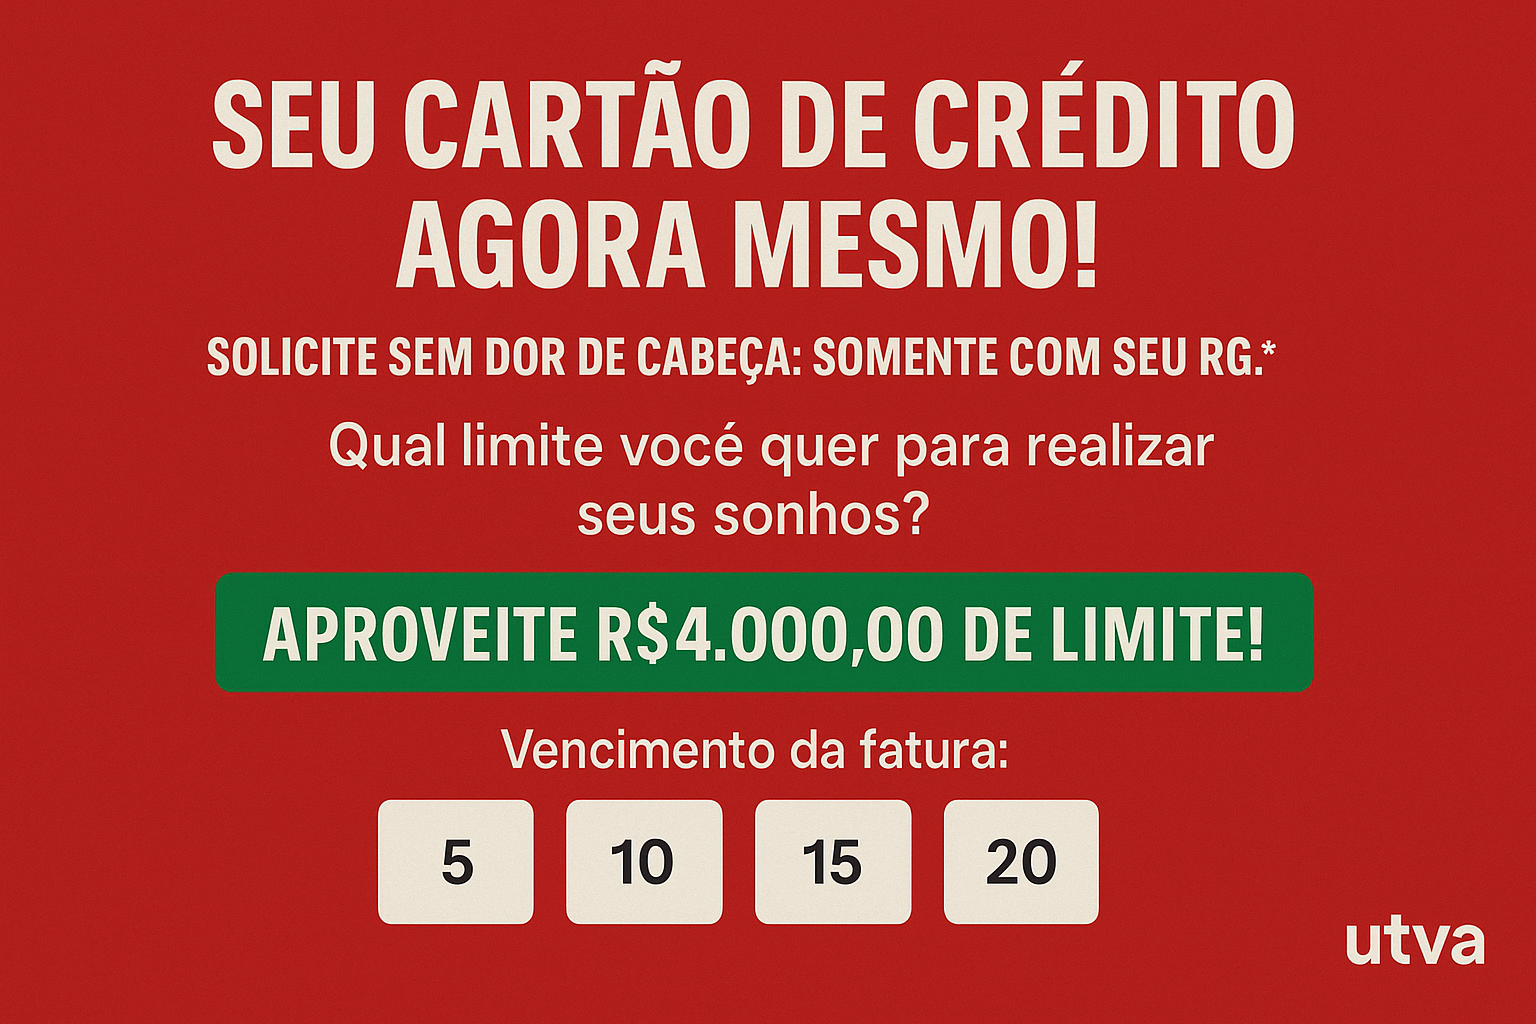 SEU CARTÃO DE CRÉDITO
AGORA MESMO!
SOLICITE SEM DOR DE CABEÇA: SOMENTE COM SEU RG.*
Qual limite vocé quer para realizar
seus sonhos?
APROVEITE R$4.000,00 DE LIMITE!
Vencimento da fatura:
5 10 15 20
utva